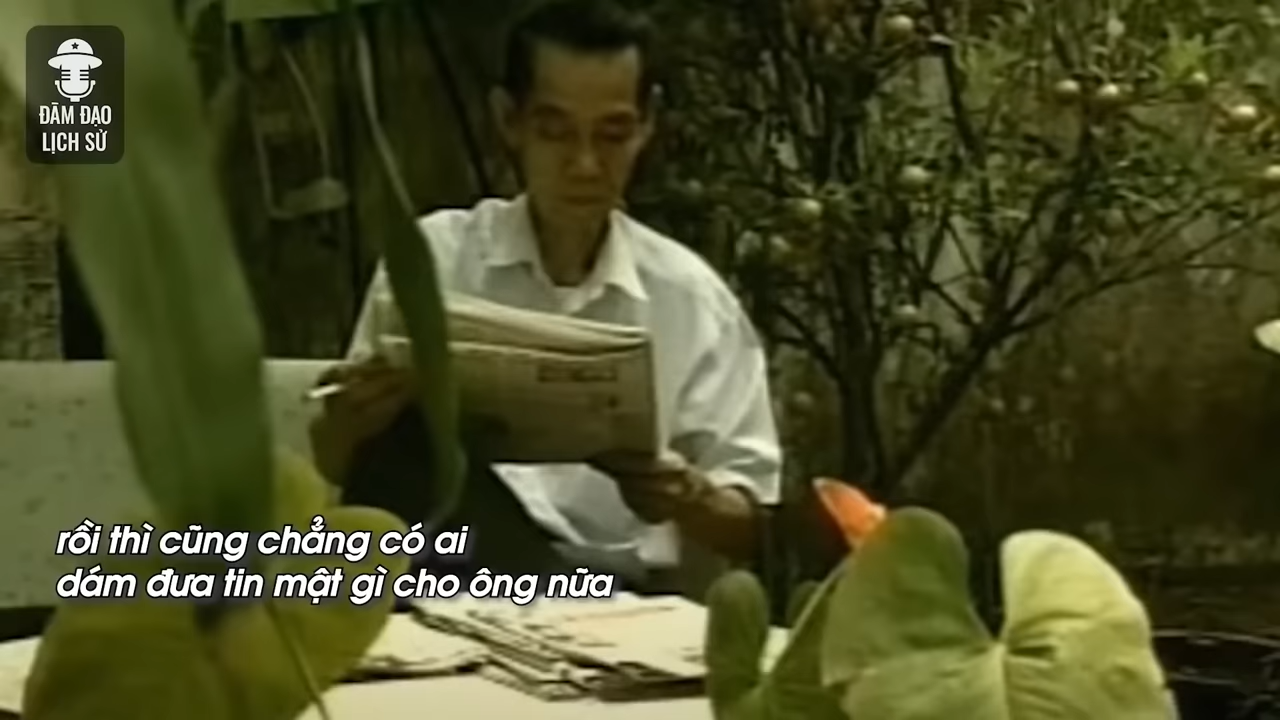 ĐÀM ĐẠO
LỊCH SỬ
rồi thì cũng chẳng có ai
dám đưa tin mật gì cho ông nữa